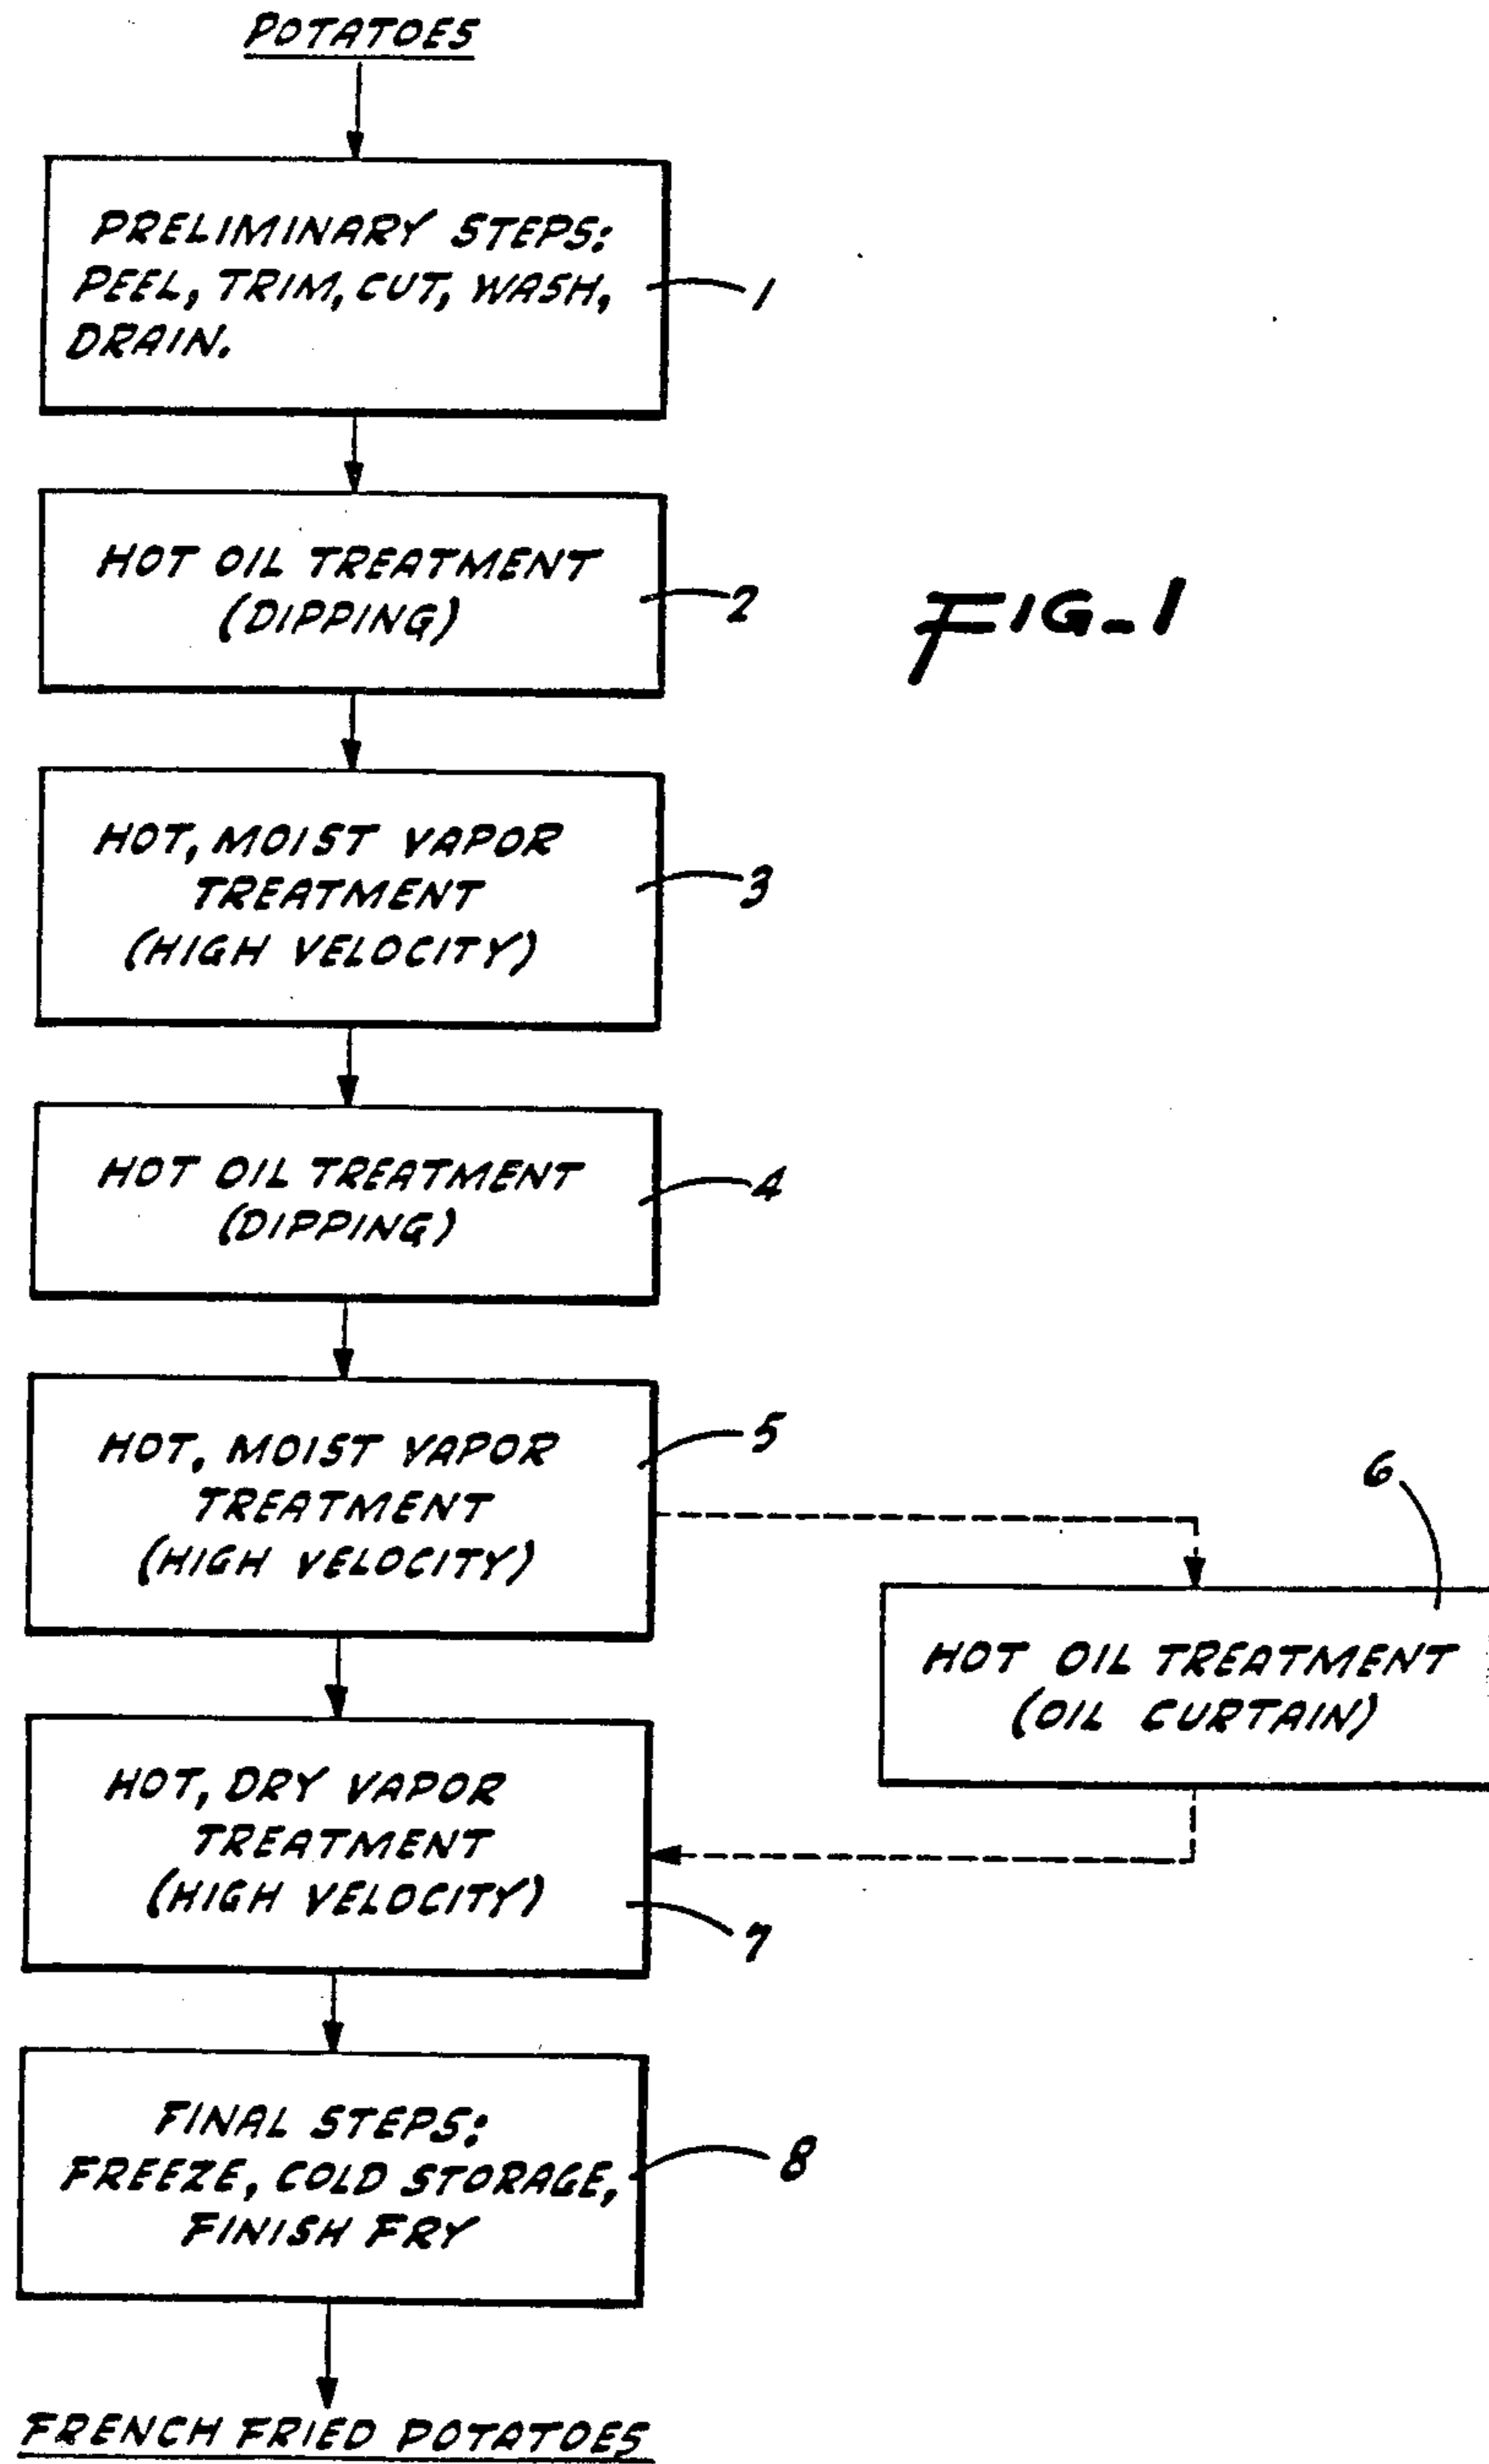 POTATOES
PRELIMINARY STEPS:
PEEL, TRIM, CUT, WASH,
DRAIN.
1
HOT OIL TREATMENT
(DIPPING)
2
FIG_1
HOT, MOIST VAPOR
TREATMENT
(HIGH VELOCITY)
3
HOT OIL TREATMENT
(DIPPING)
4
HOT, MOIST VAPOR
TREATMENT
(HIGH VELOCITY)
5
6
HOT OIL TREATMENT
(OIL CURTAIN)
HOT, DRY VAPOR
TREATMENT
(HIGH VELOCITY)
7
FINAL STEPS:
FREEZE, COLD STORAGE,
FINISH FRY
8
FRENCH FRIED POTATOES